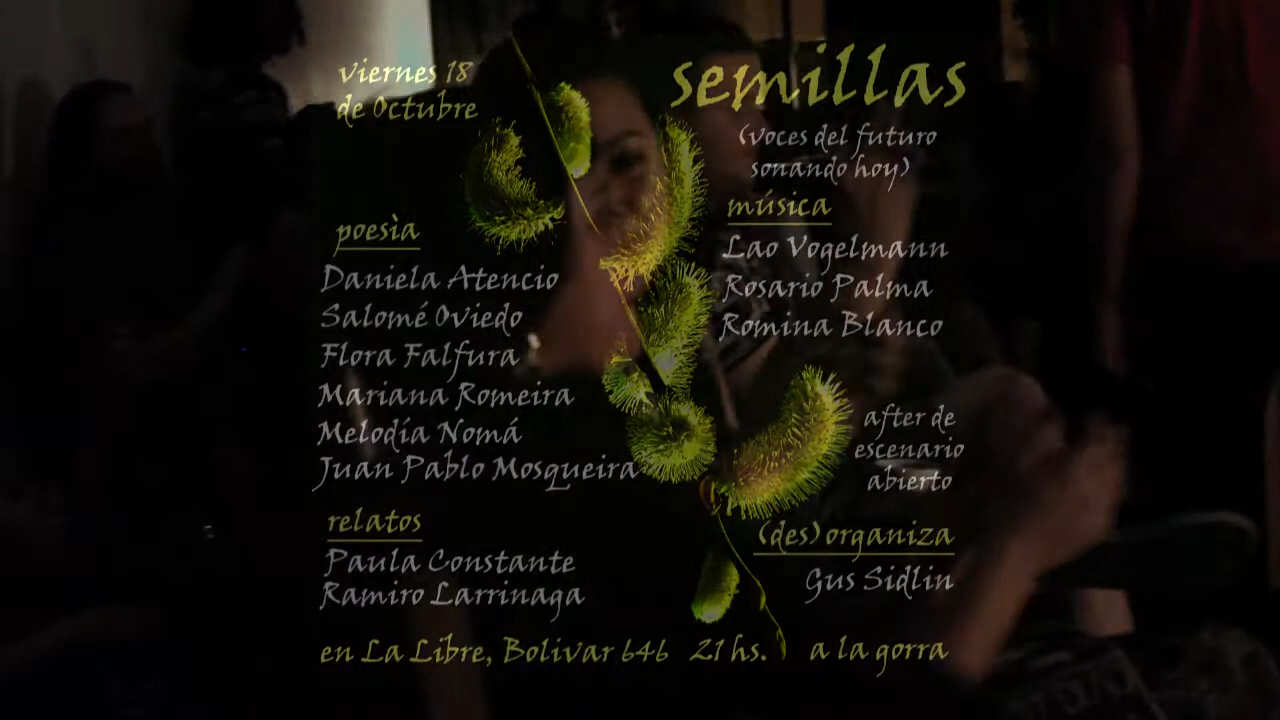 viernes 18
de Octubre
semillas
(voces del futuro
sonando hoy)
poesìa
Daniela Atencio
Salomé Oviedo
Flora Falfura
Mariana Romeira
Melodía Nomá
Juan Pablo Mosqueira
relatos
Paula Constante
Ramiro Larrinaga
música
Lao Vogelmann
Rosario Palma
Romina Blanco
after de
escenario
abierto
(des)organiza
Gus Sidlin
en La Libre, Bolivar 646 21 hs. a la gorra